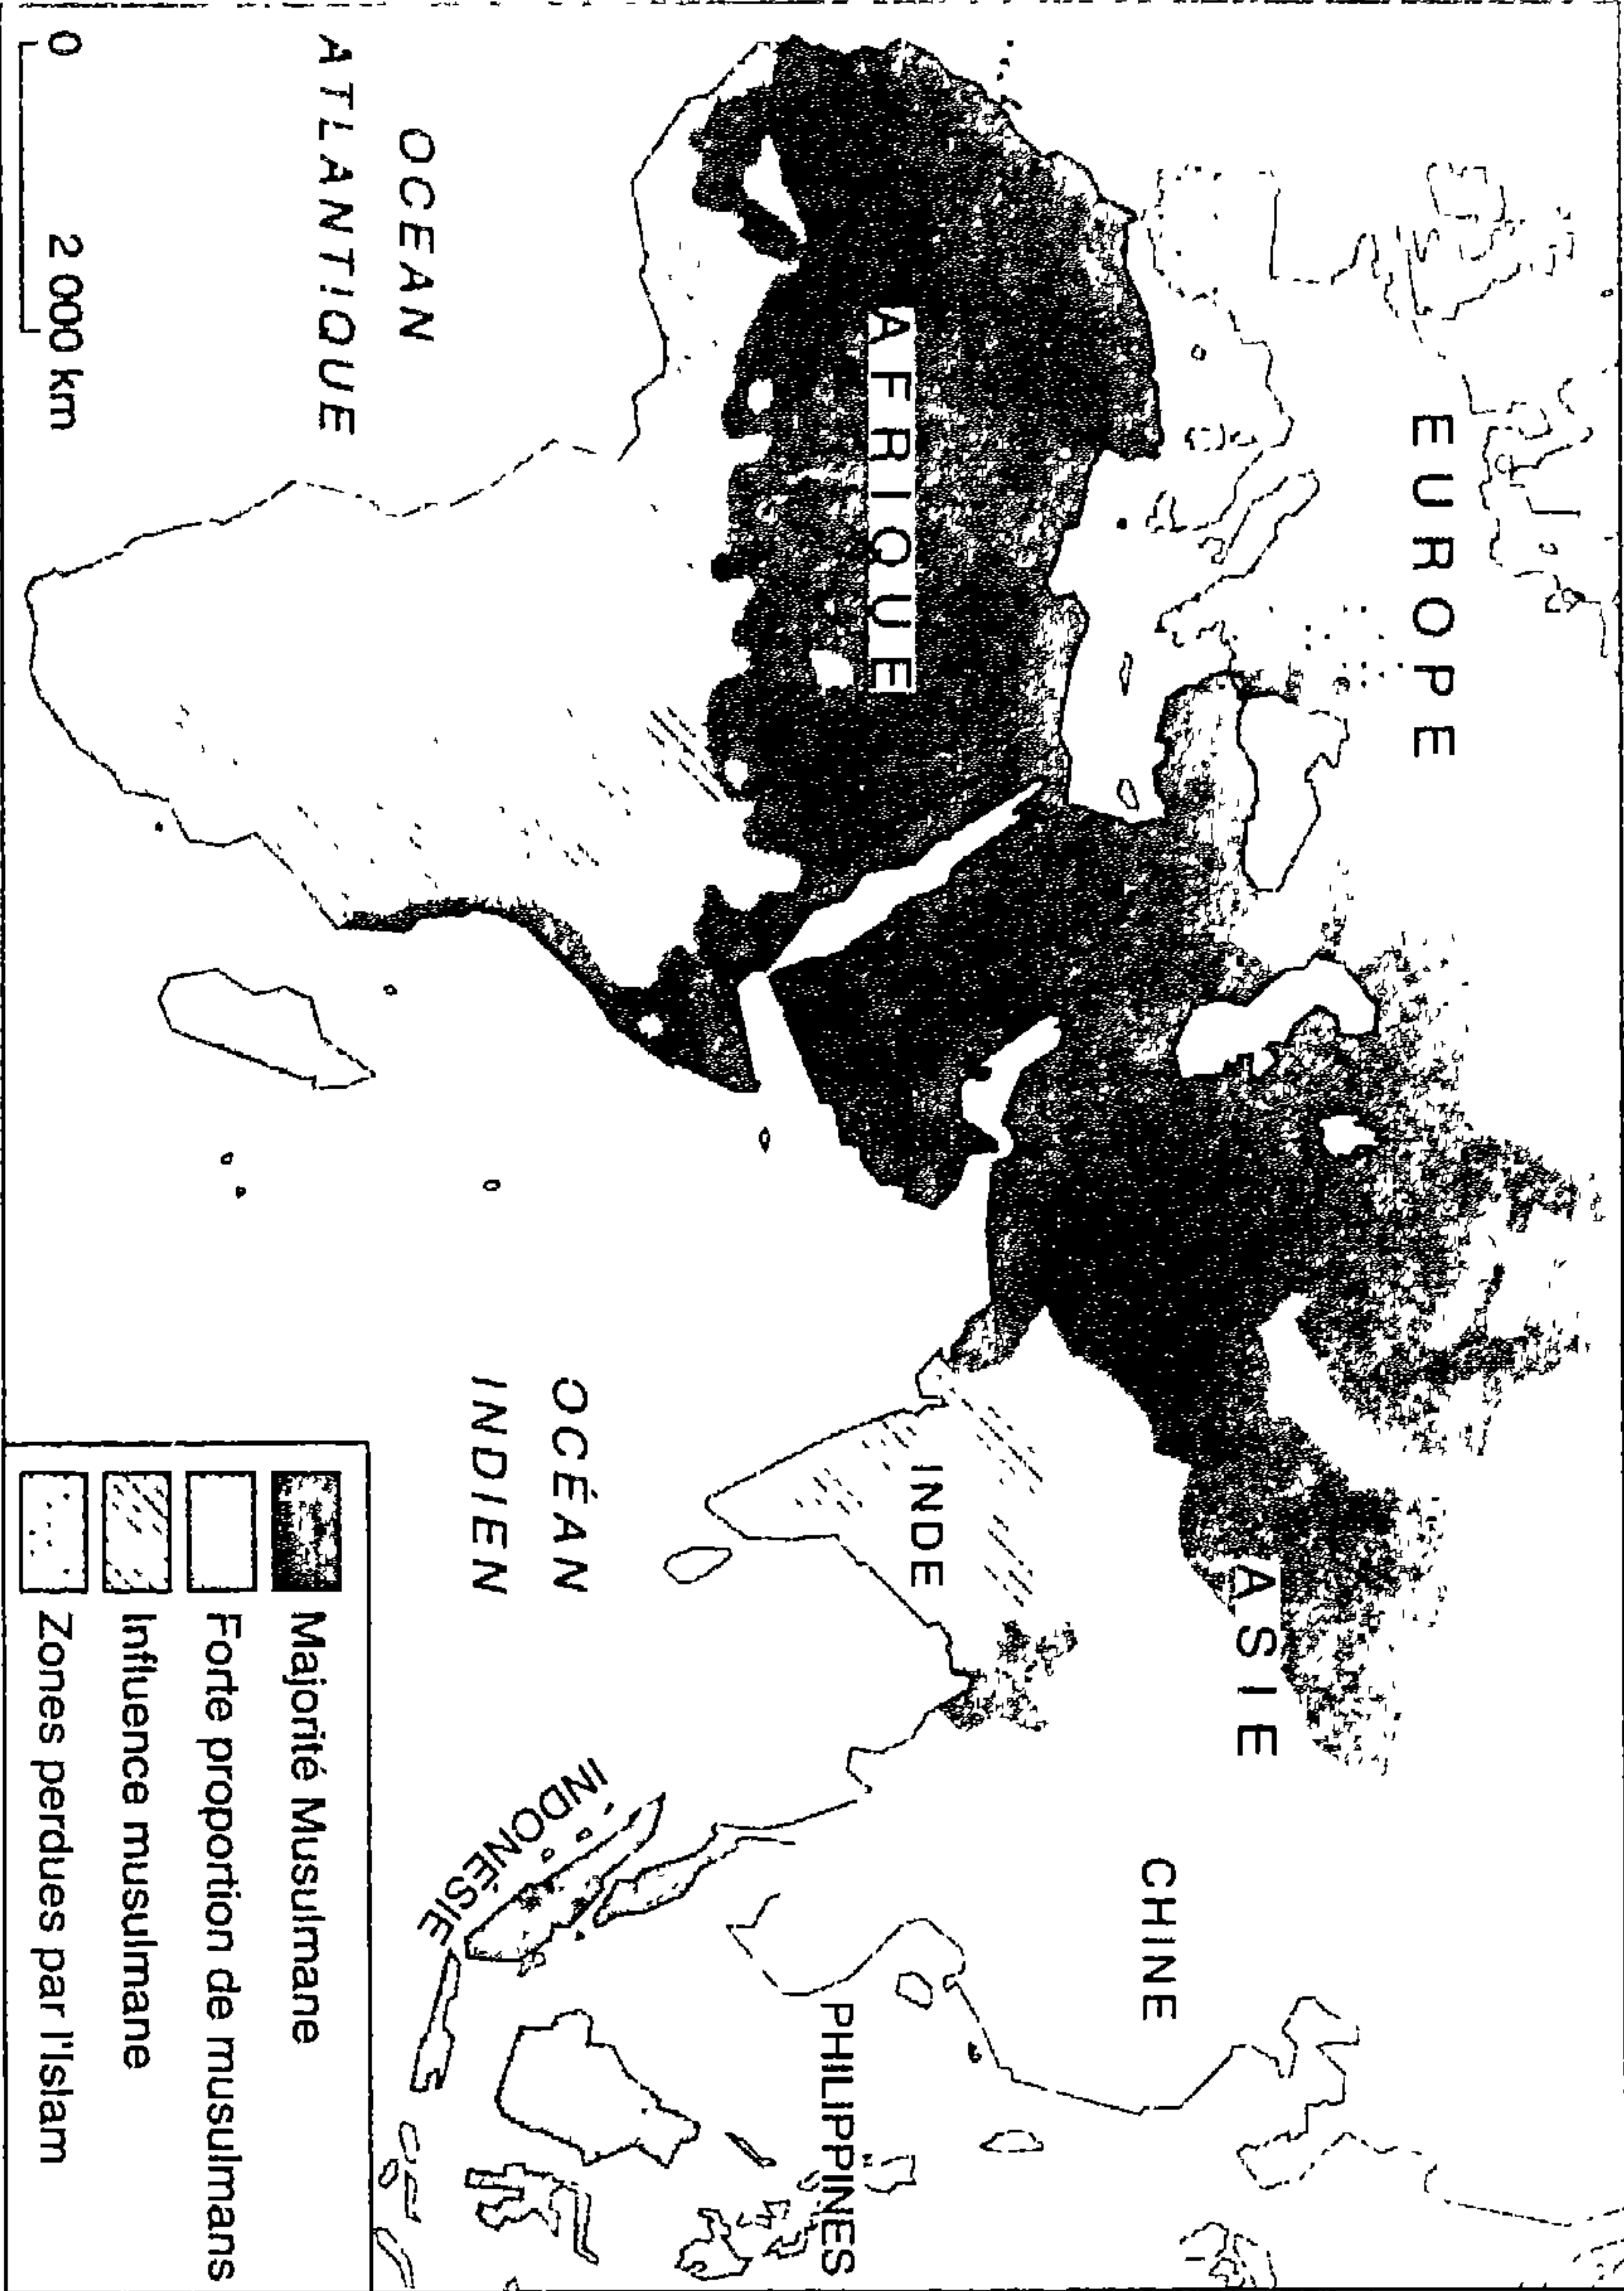 EUROPE
ASIE
CHINE
AFRIQUE
INDE
PHILIPPINES
OCEAN
ATLANTIQUE
OCÉAN
INDIEN
INDONÉSIE
0 2 000 km
Majorité Musulmane
Forte proportion de musulmans
Influence musulmane
Zones perdues par l'Islam